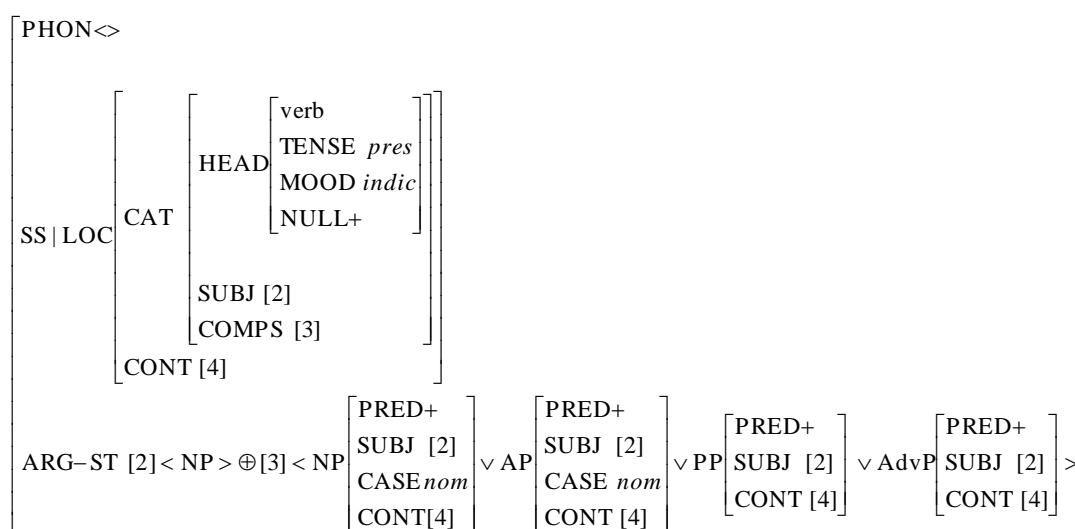 PHON<>
verb
TENSE pres
HEAD
MOOD indic
CAT
NULL+
SS | LOC
SUBJ [2]
COMPS [3]
CONT [4]
PRED+ PRED+ PRED+ PRED+
SUBJ [2] SUBJ [2] SUBJ [2] SUBJ [2]
ARG–ST [2] < NP > ⊕ [3] < NP ∨ AP ∨ PP ∨ AdvP >
CASE nom CASE nom CONT [4] CONT [4]
CONT[4] CONT [4]